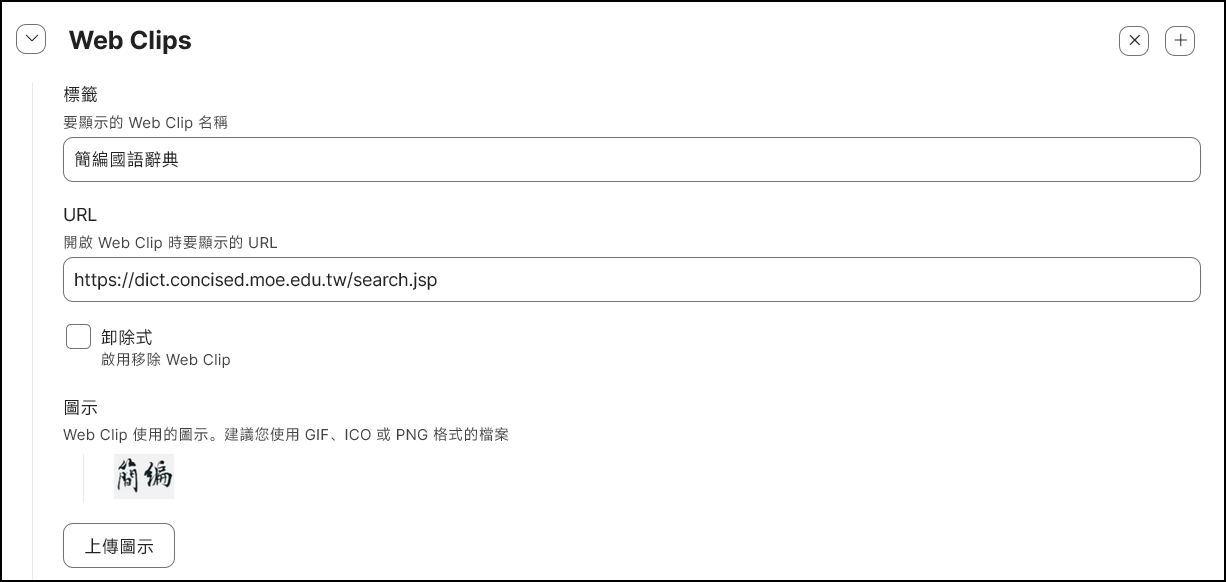 Web Clips
標籤
要顯示的 Web Clip 名稱
簡編國語辭典
URL
開啟 Web Clip 時要顯示的 URL
https://dict.concised.moe.edu.tw/search.jsp
卸除式
啟用移除 Web Clip
圖示
Web Clip 使用的圖示。建議您使用 GIF、ICO 或 PNG 格式的檔案
簡編
上傳圖示